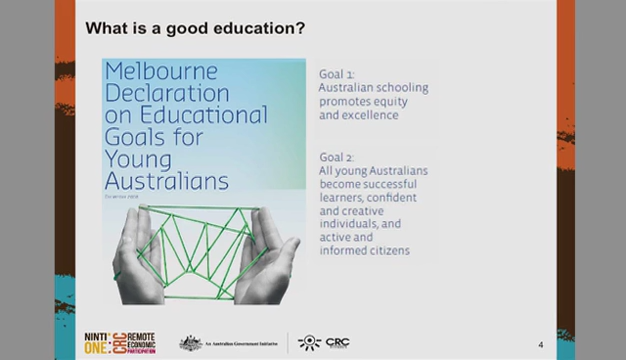 What is a good education?
Melbourne
Declaration
on Educational
Goals for
Young
Australians
Goal 1:
Australian schooling
promotes equity
and excellence
Goal 2:
All young Australians
become successful
learners, confident
and creative
individuals, and
active and
informed citizens
NINTI
ONE
CRC
REMOTE
ECONOMIC
PARTICIPATION
An Australian Government Initiative
CRC
4